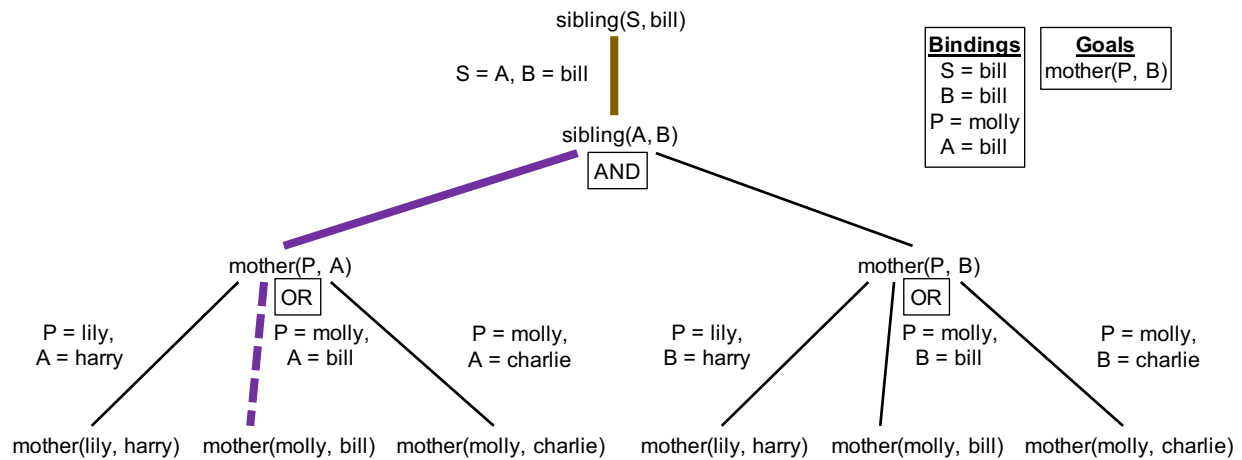 sibling(S, bill)
S = A, B = bill
Bindings
S = bill
B = bill
P = molly
A = bill
Goals
mother(P, B)
sibling(A, B)
AND
mother(P, A)
OR
P = lily,
A = harry
P = molly,
A = bill
P = molly,
A = charlie
mother(P, B)
OR
P = lily,
B = harry
P = molly,
B = bill
P = molly,
B = charlie
mother(lily, harry)
mother(molly, bill)
mother(molly, charlie)
mother(lily, harry)
mother(molly, bill)
mother(molly, charlie)